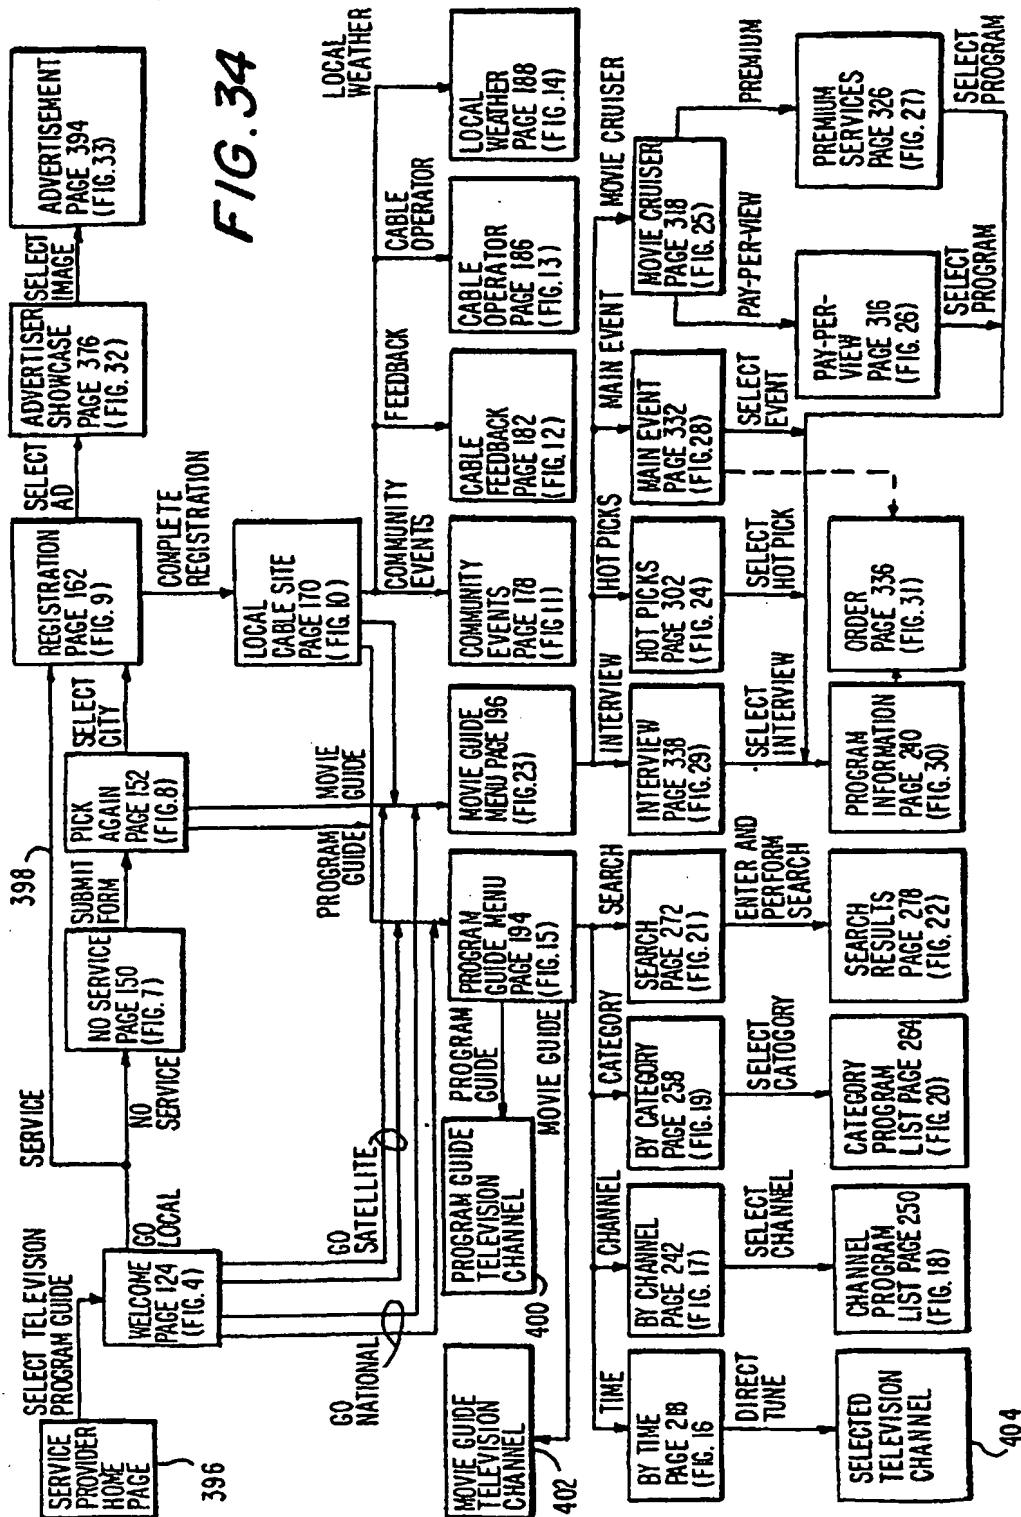 FIG. 34
SELECT TELEVISION
PROGRAM GUIDE
SERVICE
PROVIDER
HOME
PAGE
396
WELCOME
PAGE 124
(FIG. 4)
GO LOCAL
SERVICE
NO SERVICE
398
NO SERVICE
PAGE 150
(FIG. 7)
SUBMIT
FORM
PICK
AGAIN
PAGE 152
(FIG.8)
SELECT
CITY
REGISTRATION
PAGE 162
(FIG. 9)
SELECT
AD
ADVERTISER
SHOWCASE
PAGE 376
(FIG. 32)
SELECT
IMAGE
ADVERTISEMENT
PAGE 394
(FIG.33)
COMPLETE
REGISTRATION
LOCAL
CABLE SITE
PAGE 170
(FIG. 10)
GO
NATIONAL
GO
SATELLITE
PROGRAM
GUIDE
MOVIE
GUIDE
COMMUNITY
EVENTS
FEEDBACK
CABLE
OPERATOR
LOCAL
WEATHER
MOVIE GUIDE
TELEVISION
CHANNEL
402
PROGRAM GUIDE
TELEVISION
CHANNEL
400
PROGRAM
GUIDE
MOVIE GUIDE
PROGRAM
GUIDE MENU
PAGE 194
(FIG. 15)
MOVIE GUIDE
MENU PAGE 196
(FIG.23)
COMMUNITY
EVENTS
PAGE 178
(FIG 11)
CABLE
FEEDBACK
PAGE 182
(FIG. 12)
CABLE
OPERATOR
PAGE 186
(FIG. 13)
LOCAL
WEATHER
PAGE 188
(FIG. 14)
TIME
CHANNEL
CATEGORY
SEARCH
INTERVIEW
HOT PICKS
MAIN EVENT
MOVIE CRUISER
BY TIME
PAGE 218
(FIG. 16
BY CHANNEL
PAGE 242
(FIG. 17)
BY CATEGORY
PAGE 258
(FIG. 19)
SEARCH
PAGE 272
(FIG. 21)
INTERVIEW
PAGE 338
(FIG. 29)
HOT PICKS
PAGE 302
(FIG. 24)
MAIN EVENT
PAGE 332
(FIG.28)
MOVIE CRUISER
PAGE 318
(FIG. 25)
DIRECT
TUNE
SELECT
CHANNEL
SELECT
CATOGORY
ENTER AND
PERFORM
SEARCH
SELECT
INTERVIEW
SELECT
HOT PICK
SELECT
EVENT
PAY-PER-VIEW
PREMIUM
SELECTED
TELEVISION
CHANNEL
404
CHANNEL
PROGRAM
LIST PAGE 250
(FIG. 18)
CATEGORY
PROGRAM
LIST PAGE 264
(FIG. 20)
SEARCH
RESULTS
PAGE 278
(FIG. 22)
PROGRAM
INFORMATION
PAGE 240
(FIG. 30)
ORDER
PAGE 336
(FIG. 31)
PAY-PER-
VIEW
PAGE 316
(FIG. 26)
SELECT
PROGRAM
PREMIUM
SERVICES
PAGE 326
(FIG. 27)
SELECT
PROGRAM